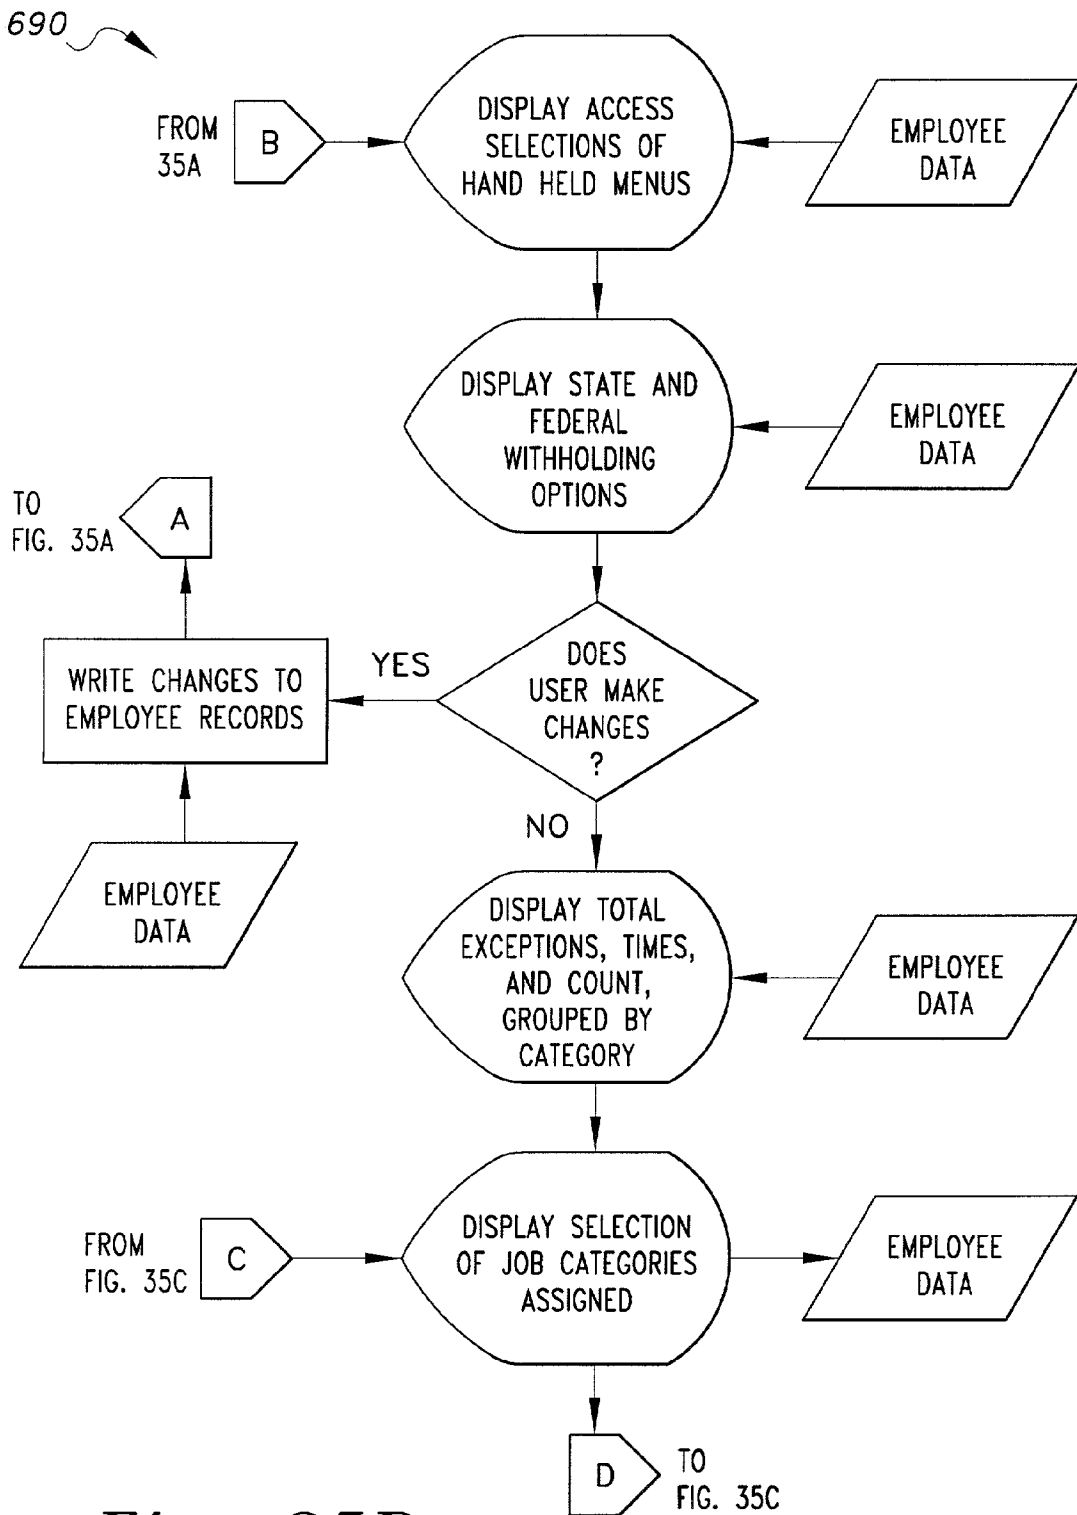 690
FROM
35A
B
DISPLAY ACCESS
SELECTIONS OF
HAND HELD MENUS
EMPLOYEE
DATA
DISPLAY STATE AND
FEDERAL
WITHHOLDING
OPTIONS
EMPLOYEE
DATA
TO
FIG. 35A
A
WRITE CHANGES TO
EMPLOYEE RECORDS
YES
DOES
USER MAKE
CHANGES
?
NO
EMPLOYEE
DATA
DISPLAY TOTAL
EXCEPTIONS, TIMES,
AND COUNT,
GROUPED BY
CATEGORY
EMPLOYEE
DATA
FROM
FIG. 35C
C
DISPLAY SELECTION
OF JOB CATEGORIES
ASSIGNED
EMPLOYEE
DATA
D
TO
FIG. 35C